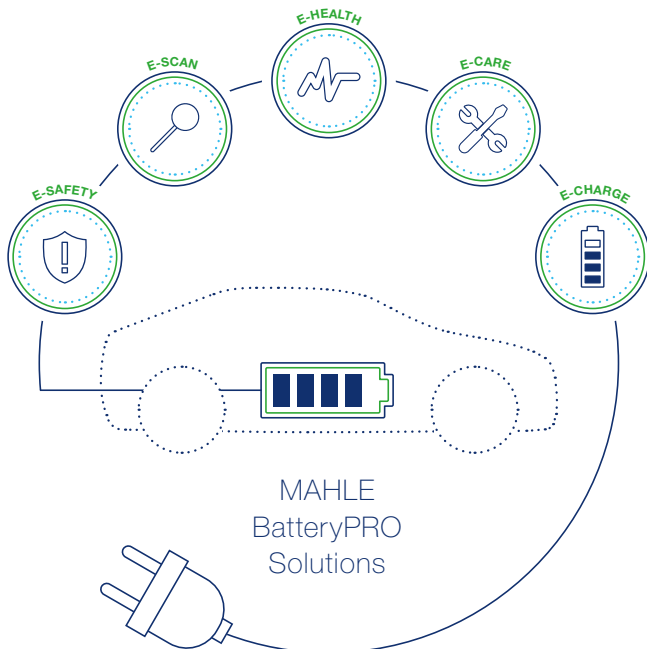 E-HEALTH
E-SCAN
E-CARE
E-SAFETY
E-CHARGE
MAHLE
BatteryPRO
Solutions